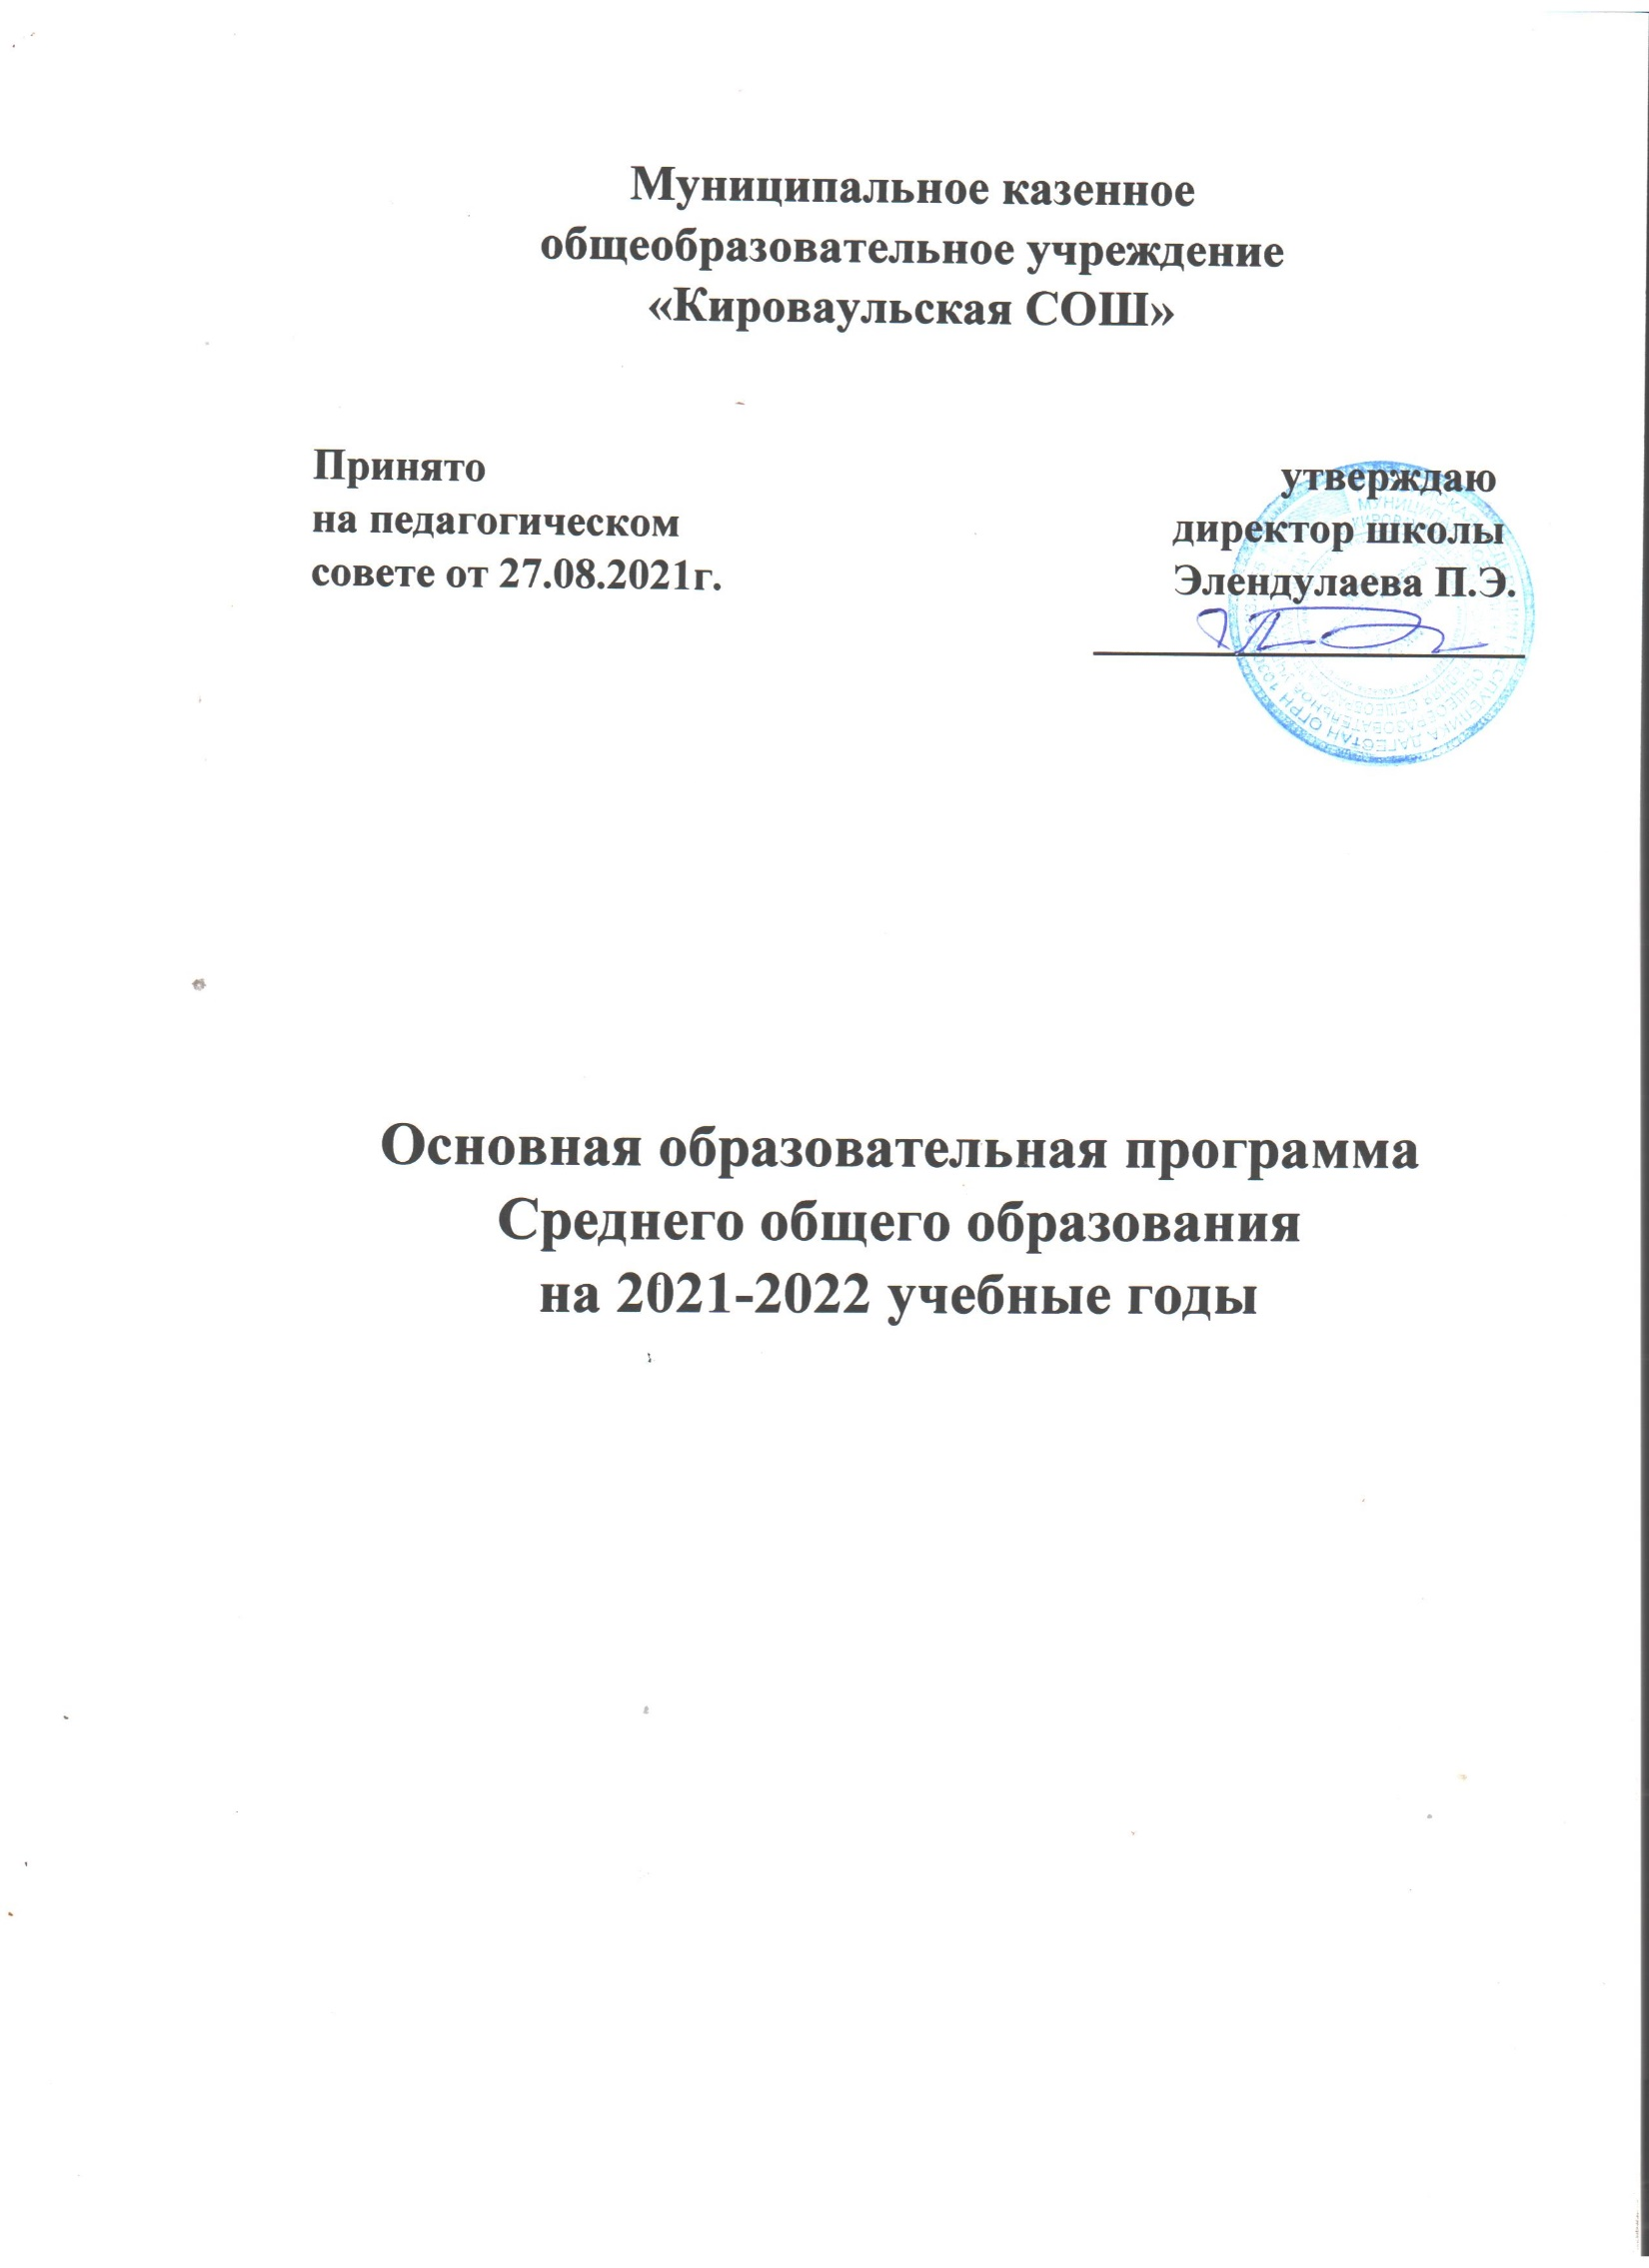 Муниципальное казенное
общеобразовательное учреждение
«Кироваульская СОШ»
Принято
на педагогическом
совете от 27.08.2021г.
утверждаю
директор школы
Элендулаева П.Э.
Основная образовательная программа
Среднего общего образования
на 2021-2022 учебные годы